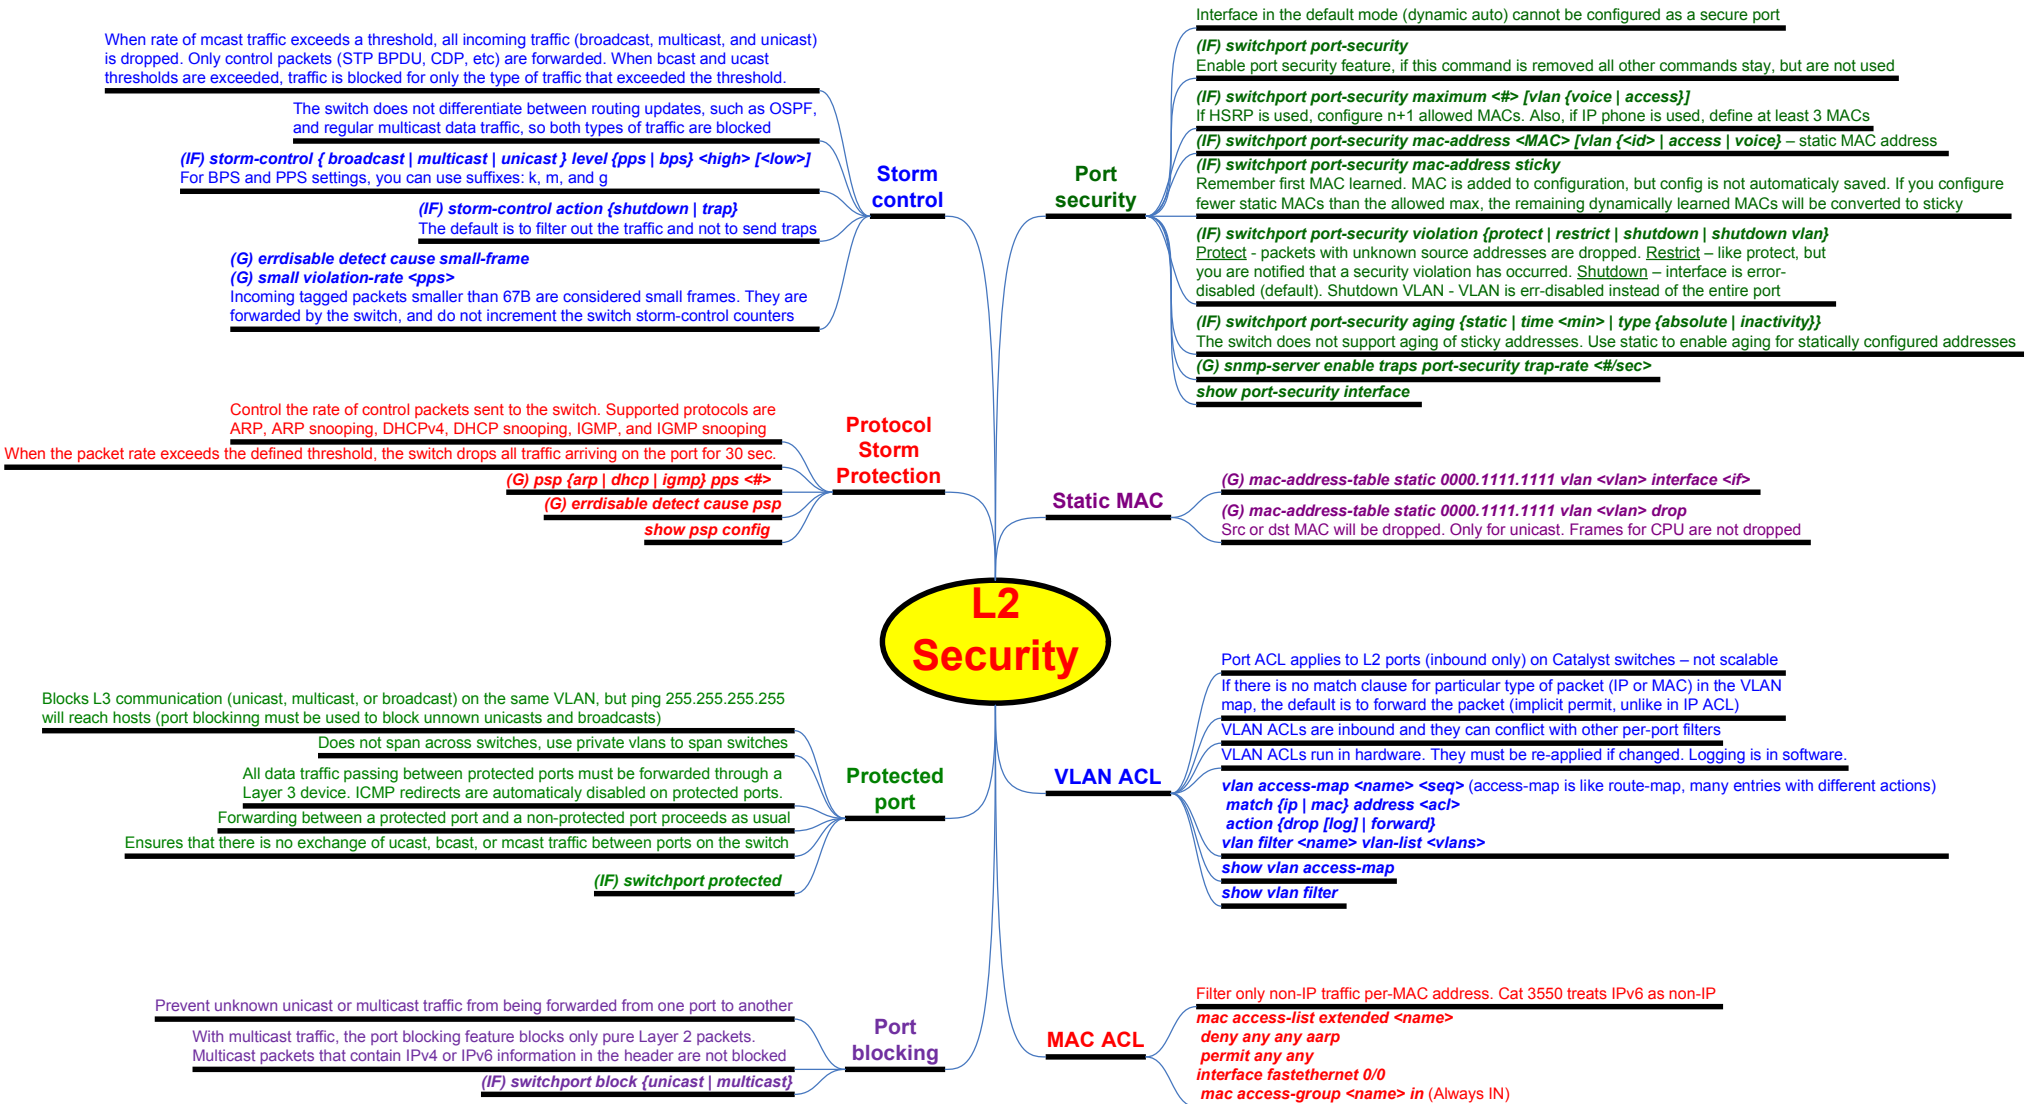 When rate of mcast traffic exceeds a threshold, all incoming traffic (broadcast, multicast, and unicast)
is dropped. Only control packets (STP BPDU, CDP, etc) are forwarded. When bcast and ucast
thresholds are exceeded, traffic is blocked for only the type of traffic that exceeded the threshold.
The switch does not differentiate between routing updates, such as OSPF,
and regular multicast data traffic, so both types of traffic are blocked
(IF) storm-control { broadcast | multicast | unicast } level {pps | bps} <high> [<low>]
For BPS and PPS settings, you can use suffixes: k, m, and g
(IF) storm-control action {shutdown | trap}
The default is to filter out the traffic and not to send traps
(G) errdisable detect cause small-frame
(G) small violation-rate <pps>
Incoming tagged packets smaller than 67B are considered small frames. They are
forwarded by the switch, and do not increment the switch storm-control counters
Storm
control
Control the rate of control packets sent to the switch. Supported protocols are
ARP, ARP snooping, DHCPv4, DHCP snooping, IGMP, and IGMP snooping
When the packet rate exceeds the defined threshold, the switch drops all traffic arriving on the port for 30 sec.
(G) psp {arp | dhcp | igmp} pps <#>
(G) errdisable detect cause psp
show psp config
Protocol
Storm
Protection
L2
Security
Blocks L3 communication (unicast, multicast, or broadcast) on the same VLAN, but ping 255.255.255.255
will reach hosts (port blockinng must be used to block unnown unicasts and broadcasts)
Does not span across switches, use private vlans to span switches
All data traffic passing between protected ports must be forwarded through a
Layer 3 device. ICMP redirects are automaticaly disabled on protected ports.
Forwarding between a protected port and a non-protected port proceeds as usual
Ensures that there is no exchange of ucast, bcast, or mcast traffic between ports on the switch
(IF) switchport protected
Protected
port
Prevent unknown unicast or multicast traffic from being forwarded from one port to another
With multicast traffic, the port blocking feature blocks only pure Layer 2 packets.
Multicast packets that contain IPv4 or IPv6 information in the header are not blocked
(IF) switchport block {unicast | multicast}
Port
blocking
Port
security
Interface in the default mode (dynamic auto) cannot be configured as a secure port
(IF) switchport port-security
Enable port security feature, if this command is removed all other commands stay, but are not used
(IF) switchport port-security maximum <#> [vlan {voice | access}]
If HSRP is used, configure n+1 allowed MACs. Also, if IP phone is used, define at least 3 MACs
(IF) switchport port-security mac-address <MAC> [vlan {<id> | access | voice} – static MAC address
(IF) switchport port-security mac-address sticky
Remember first MAC learned. MAC is added to configuration, but config is not automaticaly saved. If you configure
fewer static MACs than the allowed max, the remaining dynamically learned MACs will be converted to sticky
(IF) switchport port-security violation {protect | restrict | shutdown | shutdown vlan}
Protect - packets with unknown source addresses are dropped. Restrict – like protect, but
you are notified that a security violation has occurred. Shutdown – interface is error-
disabled (default). Shutdown VLAN - VLAN is err-disabled instead of the entire port
(IF) switchport port-security aging {static | time <min> | type {absolute | inactivity}}
The switch does not support aging of sticky addresses. Use static to enable aging for statically configured addresses
(G) snmp-server enable traps port-security trap-rate <#/sec>
show port-security interface
Static MAC
(G) mac-address-table static 0000.1111.1111 vlan <vlan> interface <if>
(G) mac-address-table static 0000.1111.1111 vlan <vlan> drop
Src or dst MAC will be dropped. Only for unicast. Frames for CPU are not dropped
VLAN ACL
Port ACL applies to L2 ports (inbound only) on Catalyst switches – not scalable
If there is no match clause for particular type of packet (IP or MAC) in the VLAN
map, the default is to forward the packet (implicit permit, unlike in IP ACL)
VLAN ACLs are inbound and they can conflict with other per-port filters
VLAN ACLs run in hardware. They must be re-applied if changed. Logging is in software.
vlan access-map <name> <seq> (access-map is like route-map, many entries with different actions)
match {ip | mac} address <acl>
action {drop [log] | forward}
vlan filter <name> vlan-list <vlans>
show vlan access-map
show vlan filter
MAC ACL
Filter only non-IP traffic per-MAC address. Cat 3550 treats IPv6 as non-IP
mac access-list extended <name>
deny any any aarp
permit any any
interface fastethernet 0/0
mac access-group <name> in (Always IN)